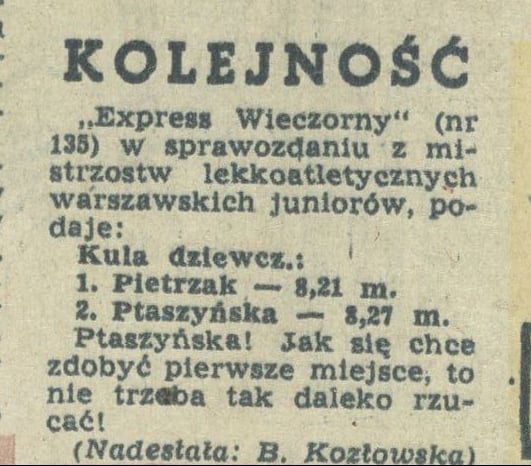 KOLEJNOŚĆ
„Express Wieczorny“ (nr
135) w sprawozdaniu z mi-
strzostw lekkoatletycznych
warszawskich juniorów, po-
daje:
Kula dziewcz.:
1. Pietrzak — 8,21 m.
2. Ptaszyńska — 8,27 m.
Ptaszyńska! Jak się chce
zdobyć pierwsze miejsce, to
nie trzeba tak daleko rzu-
cać!
(Nadesłała: B. Kozłowska)